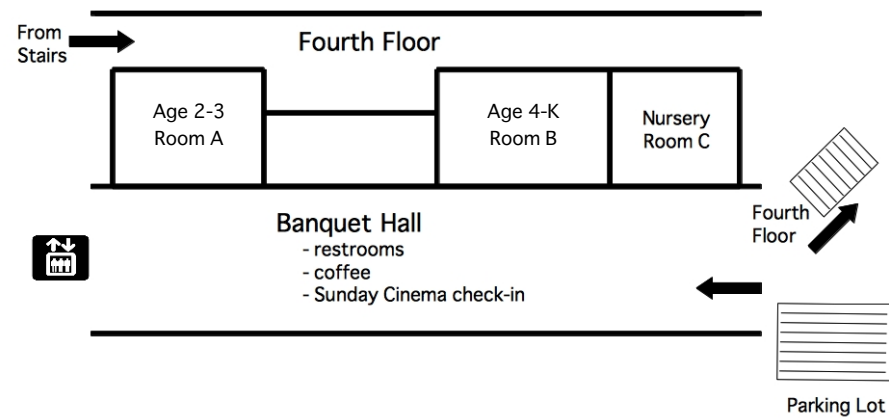 From
Stairs
Fourth Floor
Age 2-3
Room A
Age 4-K
Room B
Nursery
Room C
Banquet Hall
- restrooms
- coffee
- Sunday Cinema check-in
Fourth
Floor
Parking Lot